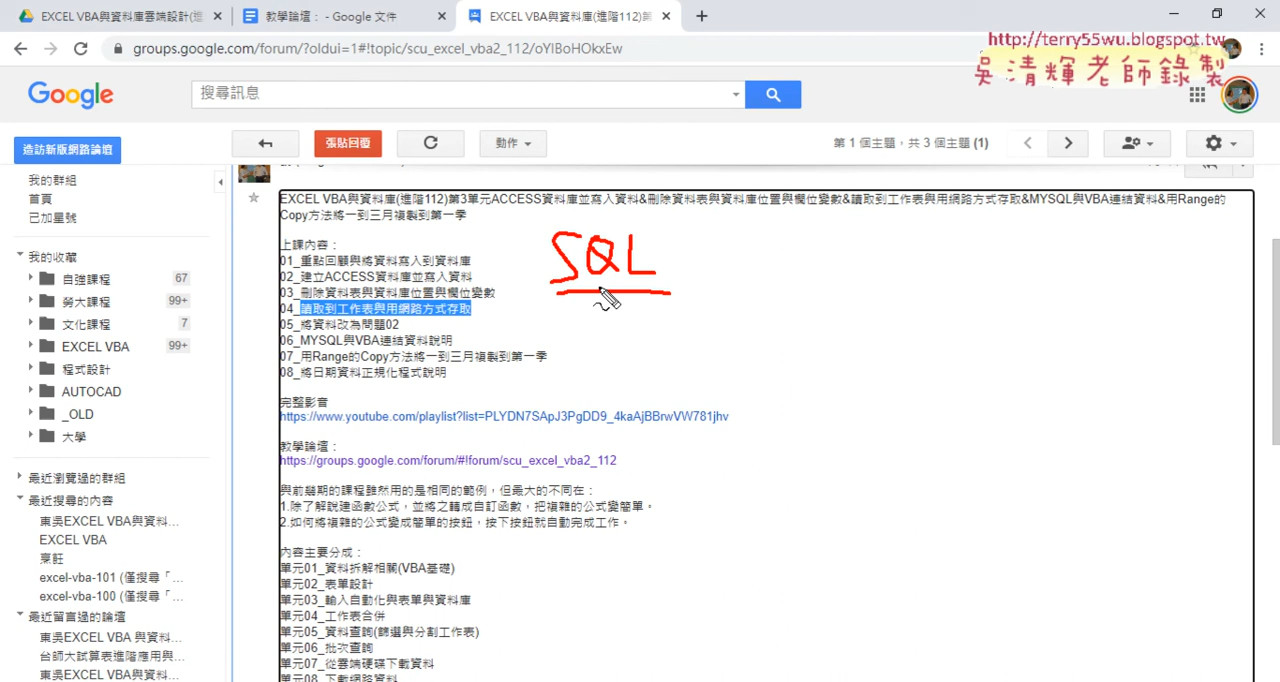 EXCEL VBA與資料庫雲端設計(進
教學論壇： - Google 文件
EXCEL VBA與資料庫(進階112)第
groups.google.com/forum/?oldui=1#!topic/scu_excel_vba2_112/oYIBoHOkxEw
http://terry55wu.blogspot.tw
吳清輝老師錄製
Google
搜尋訊息
造訪新版網路論壇
張貼回覆
動作
第 1 個主題，共 3 個主題 (1)
我的群組
首頁
已加星號
我的收藏
自強課程 67
勞大課程 99+
文化課程 7
EXCEL VBA 99+
程式設計
AUTOCAD
_OLD
大學
最近瀏覽過的群組
最近搜尋的內容
東吳EXCEL VBA與資料…
EXCEL VBA
烹飪
excel-vba-101 (僅搜尋「…
excel-vba-100 (僅搜尋「…
最近留言過的論壇
東吳EXCEL VBA 與資料…
台師大試算表進階應用與…
東吳EXCEL VBA與資料…
EXCEL VBA與資料庫(進階112)第3單元ACCESS資料庫並寫入資料&刪除資料表與資料庫位置與欄位變數&讀取到工作表與用網路方式存取&MYSQL與VBA連結資料&用Range的
Copy方法將一到三月複製到第一季
上課內容：
01_重點回顧與將資料寫入到資料庫
02_建立ACCESS資料庫並寫入資料
03_刪除資料表與資料庫位置與欄位變數
04_讀取到工作表與用網路方式存取
05_將資料改為問題02
06_MYSQL與VBA連結資料說明
07_用Range的Copy方法將一到三月複製到第一季
08_將日期資料正規化程式說明
SQL
完整影音
https://www.youtube.com/playlist?list=PLYDN7SApJ3PgDD9_4kaAjBBrwVW781jhv
教學論壇：
https://groups.google.com/forum/#!forum/scu_excel_vba2_112
與前幾期的課程雖然用的是相同的範例，但最大的不同在：
1.除了解說建函數公式，並將之轉成自訂函數，把複雜的公式變簡單。
2.如何將複雜的公式變成簡單的按鈕，按下按鈕就自動完成工作。
內容主要分成：
單元01_資料拆解相關(VBA基礎)
單元02_表單設計
單元03_輸入自動化與表單與資料庫
單元04_工作表合併
單元05_資料查詢(篩選與分割工作表)
單元06_批次查詢
單元07_從雲端硬碟下載資料
單元08_下載網路資料